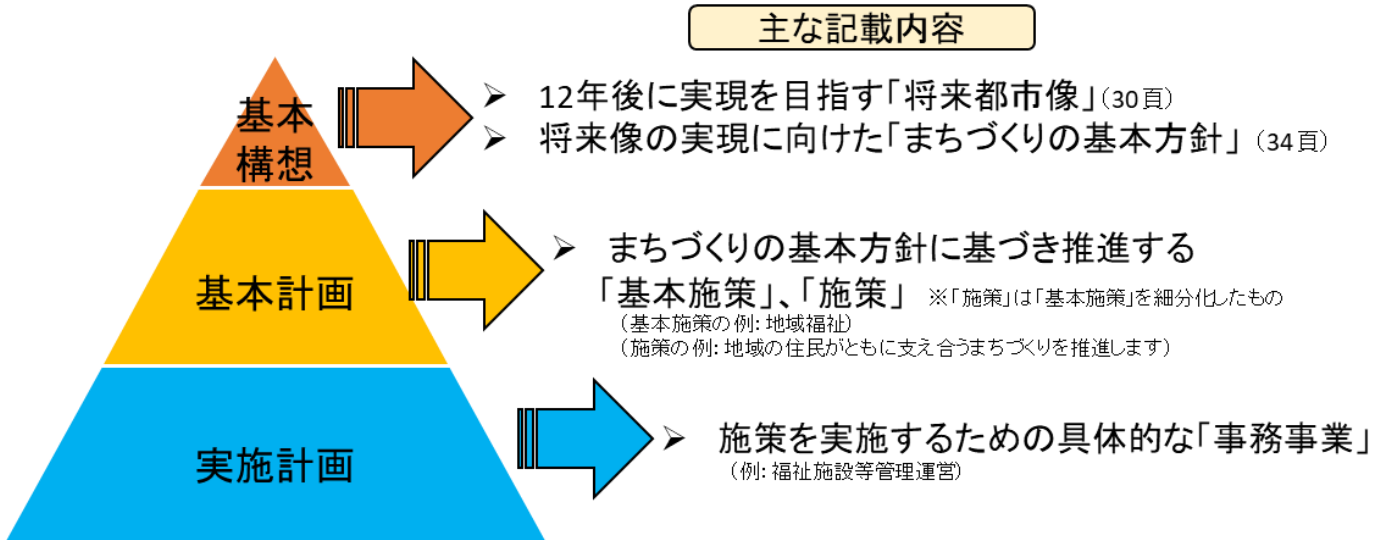 主な記載内容
基本
構想
➢ 12年後に実現を目指す「将来都市像」(30頁)
➢ 将来像の実現に向けた「まちづくりの基本方針」(34頁)
基本計画
➢ まちづくりの基本方針に基づき推進する
「基本施策」、「施策」 ※「施策」は「基本施策」を細分化したもの
(基本施策の例: 地域福祉)
(施策の例: 地域の住民がともに支え合うまちづくりを推進します)
実施計画
➢ 施策を実施するための具体的な「事務事業」
(例: 福祉施設等管理運営)